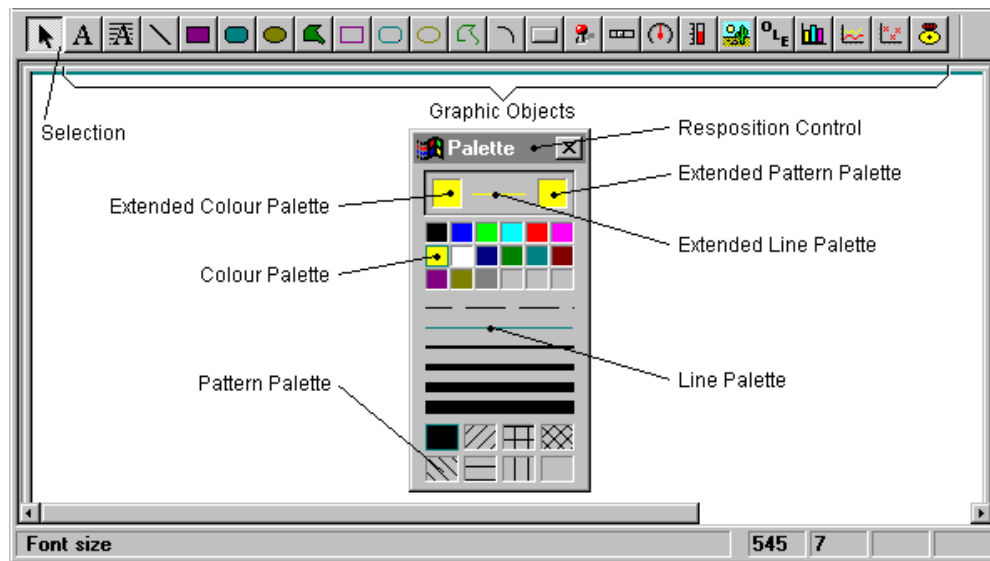 A A
OLE
Graphic Objects
Selection
Resposition Control
Palette
Extended Pattern Palette
Extended Colour Palette
Extended Line Palette
Colour Palette
Pattern Palette
Line Palette
Font size 545 7